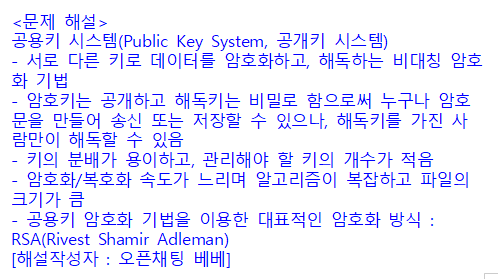 <문제 해설>
공용키 시스템(Public Key System, 공개키 시스템)
- 서로 다른 키로 데이터를 암호화하고, 해독하는 비대칭 암호
화 기법
- 암호키는 공개하고 해독키는 비밀로 함으로써 누구나 암호
문을 만들어 송신 또는 저장할 수 있으나, 해독키를 가진 사
람만이 해독할 수 있음
- 키의 분배가 용이하고, 관리해야 할 키의 개수가 적음
- 암호화/복호화 속도가 느리며 알고리즘이 복잡하고 파일의
크기가 큼
- 공용키 암호화 기법을 이용한 대표적인 암호화 방식 :
RSA(Rivest Shamir Adleman)
[해설작성자 : 오픈채팅 베베]